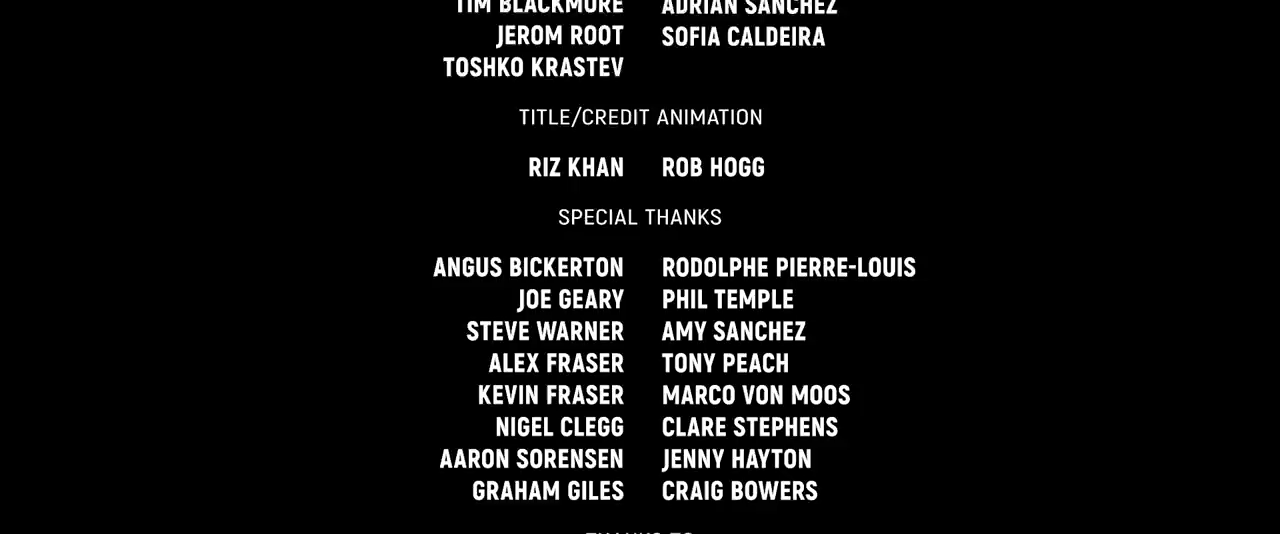 TIM BLACKMORE ADRIAN SANCHEZ
JEROM ROOT SOFIA CALDEIRA
TOSHKO KRASTEV
TITLE/CREDIT ANIMATION
RIZ KHAN ROB HOGG
SPECIAL THANKS
ANGUS BICKERTON RODOLPHE PIERRE-LOUIS
JOE GEARY PHIL TEMPLE
STEVE WARNER AMY SANCHEZ
ALEX FRASER TONY PEACH
KEVIN FRASER MARCO VON MOOS
NIGEL CLEGG CLARE STEPHENS
AARON SORENSEN JENNY HAYTON
GRAHAM GILES CRAIG BOWERS
THANKS TO